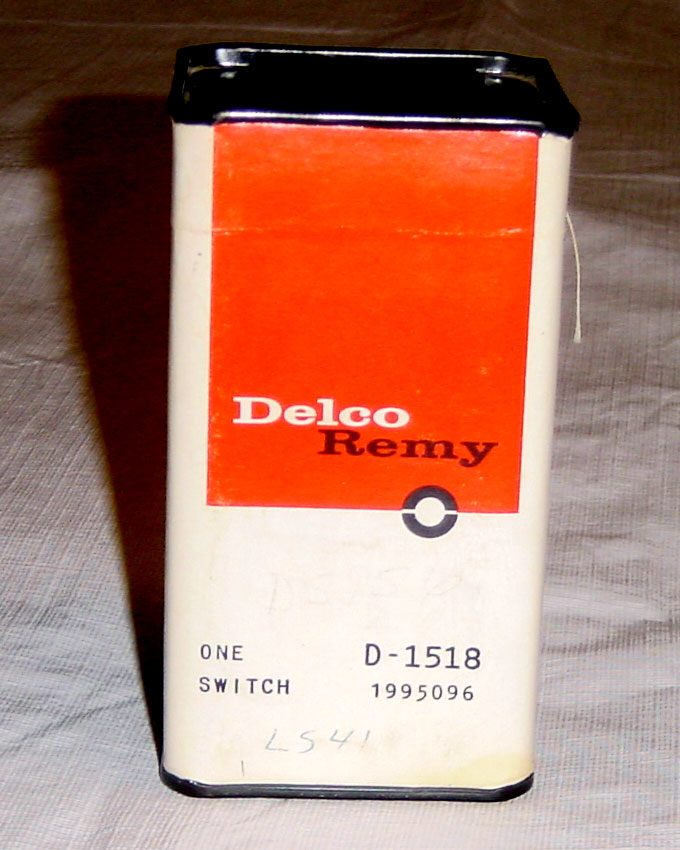 Delco
Remy
ONE D-1518
SWITCH 1995096
LS41